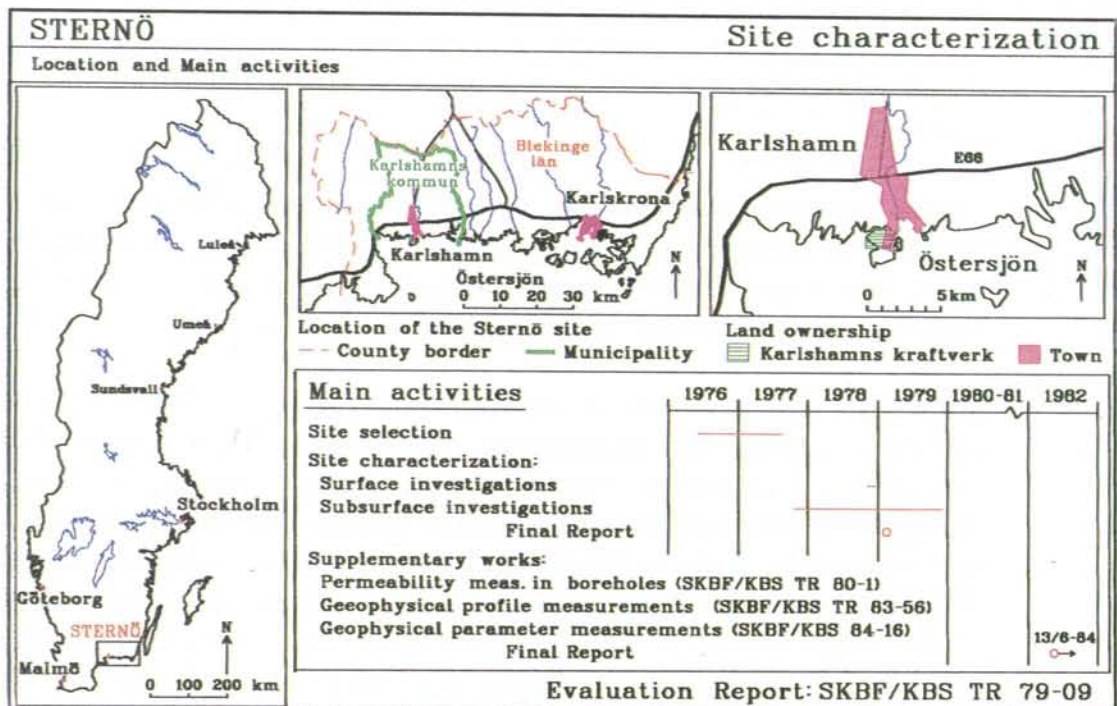 STERNÖ
Site characterization
Location and Main activities
Luleå
Umeå
Sundsvall
Stockholm
Göteborg
STERNÖ
Malmö
N
0 100 200 km
Blekinge
län
Karlshamns
kommun
Karlskrona
Karlshamn
Östersjön
N
0 10 20 30 km
Karlshamn
E66
Östersjön
N
0 5km
Location of the Sternö site
County border
Municipality
Land ownership
Karlshamns kraftverk
Town
Main activities
1976 1977 1978 1979 1980-81 1982
Site selection
Site characterization:
Surface investigations
Subsurface investigations
Final Report
Supplementary works:
Permeability meas. in boreholes (SKBF/KBS TR 80-1)
Geeophysical profile measurements (SKBF/KBS TR 83-56)
Geophysical parameter measurements (SKBF/KBS 84-16)
13/6-84
Final Report
Evaluation Report: SKBF/KBS TR 79-09